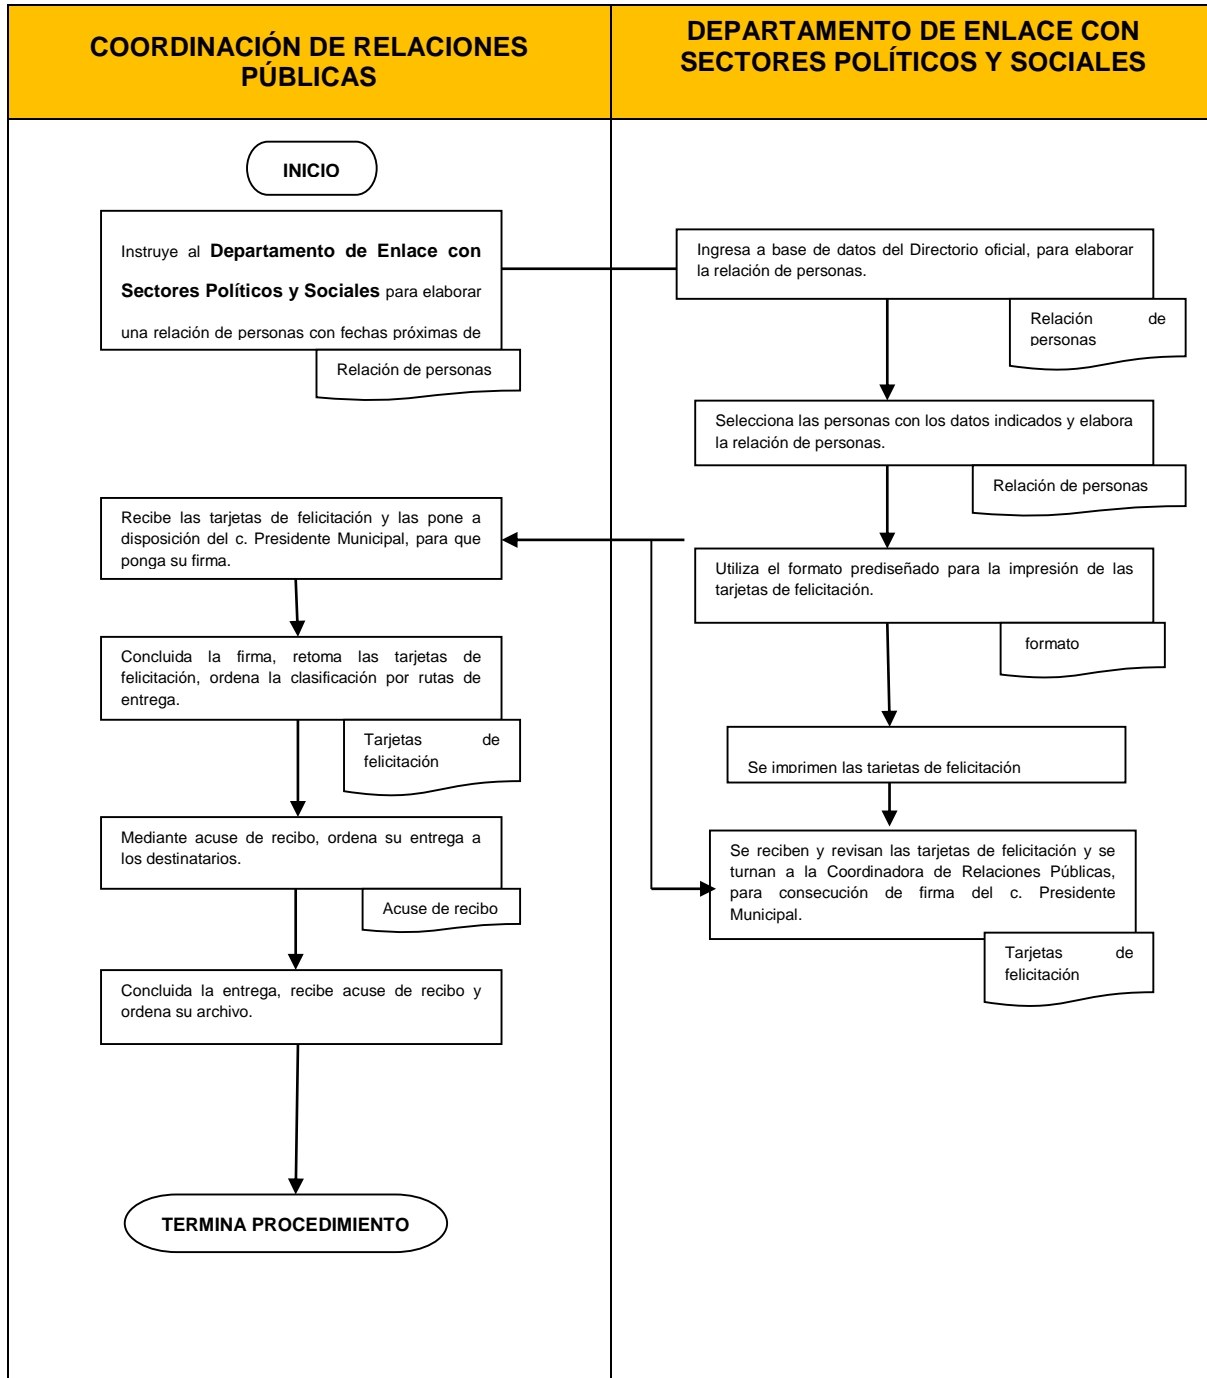 COORDINACIÓN DE RELACIONES
PÚBLICAS
DEPARTAMENTO DE ENLACE CON
SECTORES POLÍTICOS Y SOCIALES
INICIO
Instruye al Departamento de Enlace con
Sectores Políticos y Sociales para elaborar
una relación de personas con fechas próximas de
Relación de personas
Ingresa a base de datos del Directorio oficial, para elaborar
la relación de personas.
Relación de
personas
Selecciona las personas con los datos indicados y elabora
la relación de personas.
Relación de personas
Recibe las tarjetas de felicitación y las pone a
disposición del c. Presidente Municipal, para que
ponga su firma.
Utiliza el formato prediseñado para la impresión de las
tarjetas de felicitación.
formato
Concluida la firma, retoma las tarjetas de
felicitación, ordena la clasificación por rutas de
entrega.
Tarjetas de
felicitación
Se imprimen las tarjetas de felicitación
Mediante acuse de recibo, ordena su entrega a
los destinatarios.
Acuse de recibo
Se reciben y revisan las tarjetas de felicitación y se
turnan a la Coordinadora de Relaciones Públicas,
para consecución de firma del c. Presidente
Municipal.
Tarjetas de
felicitación
Concluida la entrega, recibe acuse de recibo y
ordena su archivo.
TERMINA PROCEDIMIENTO